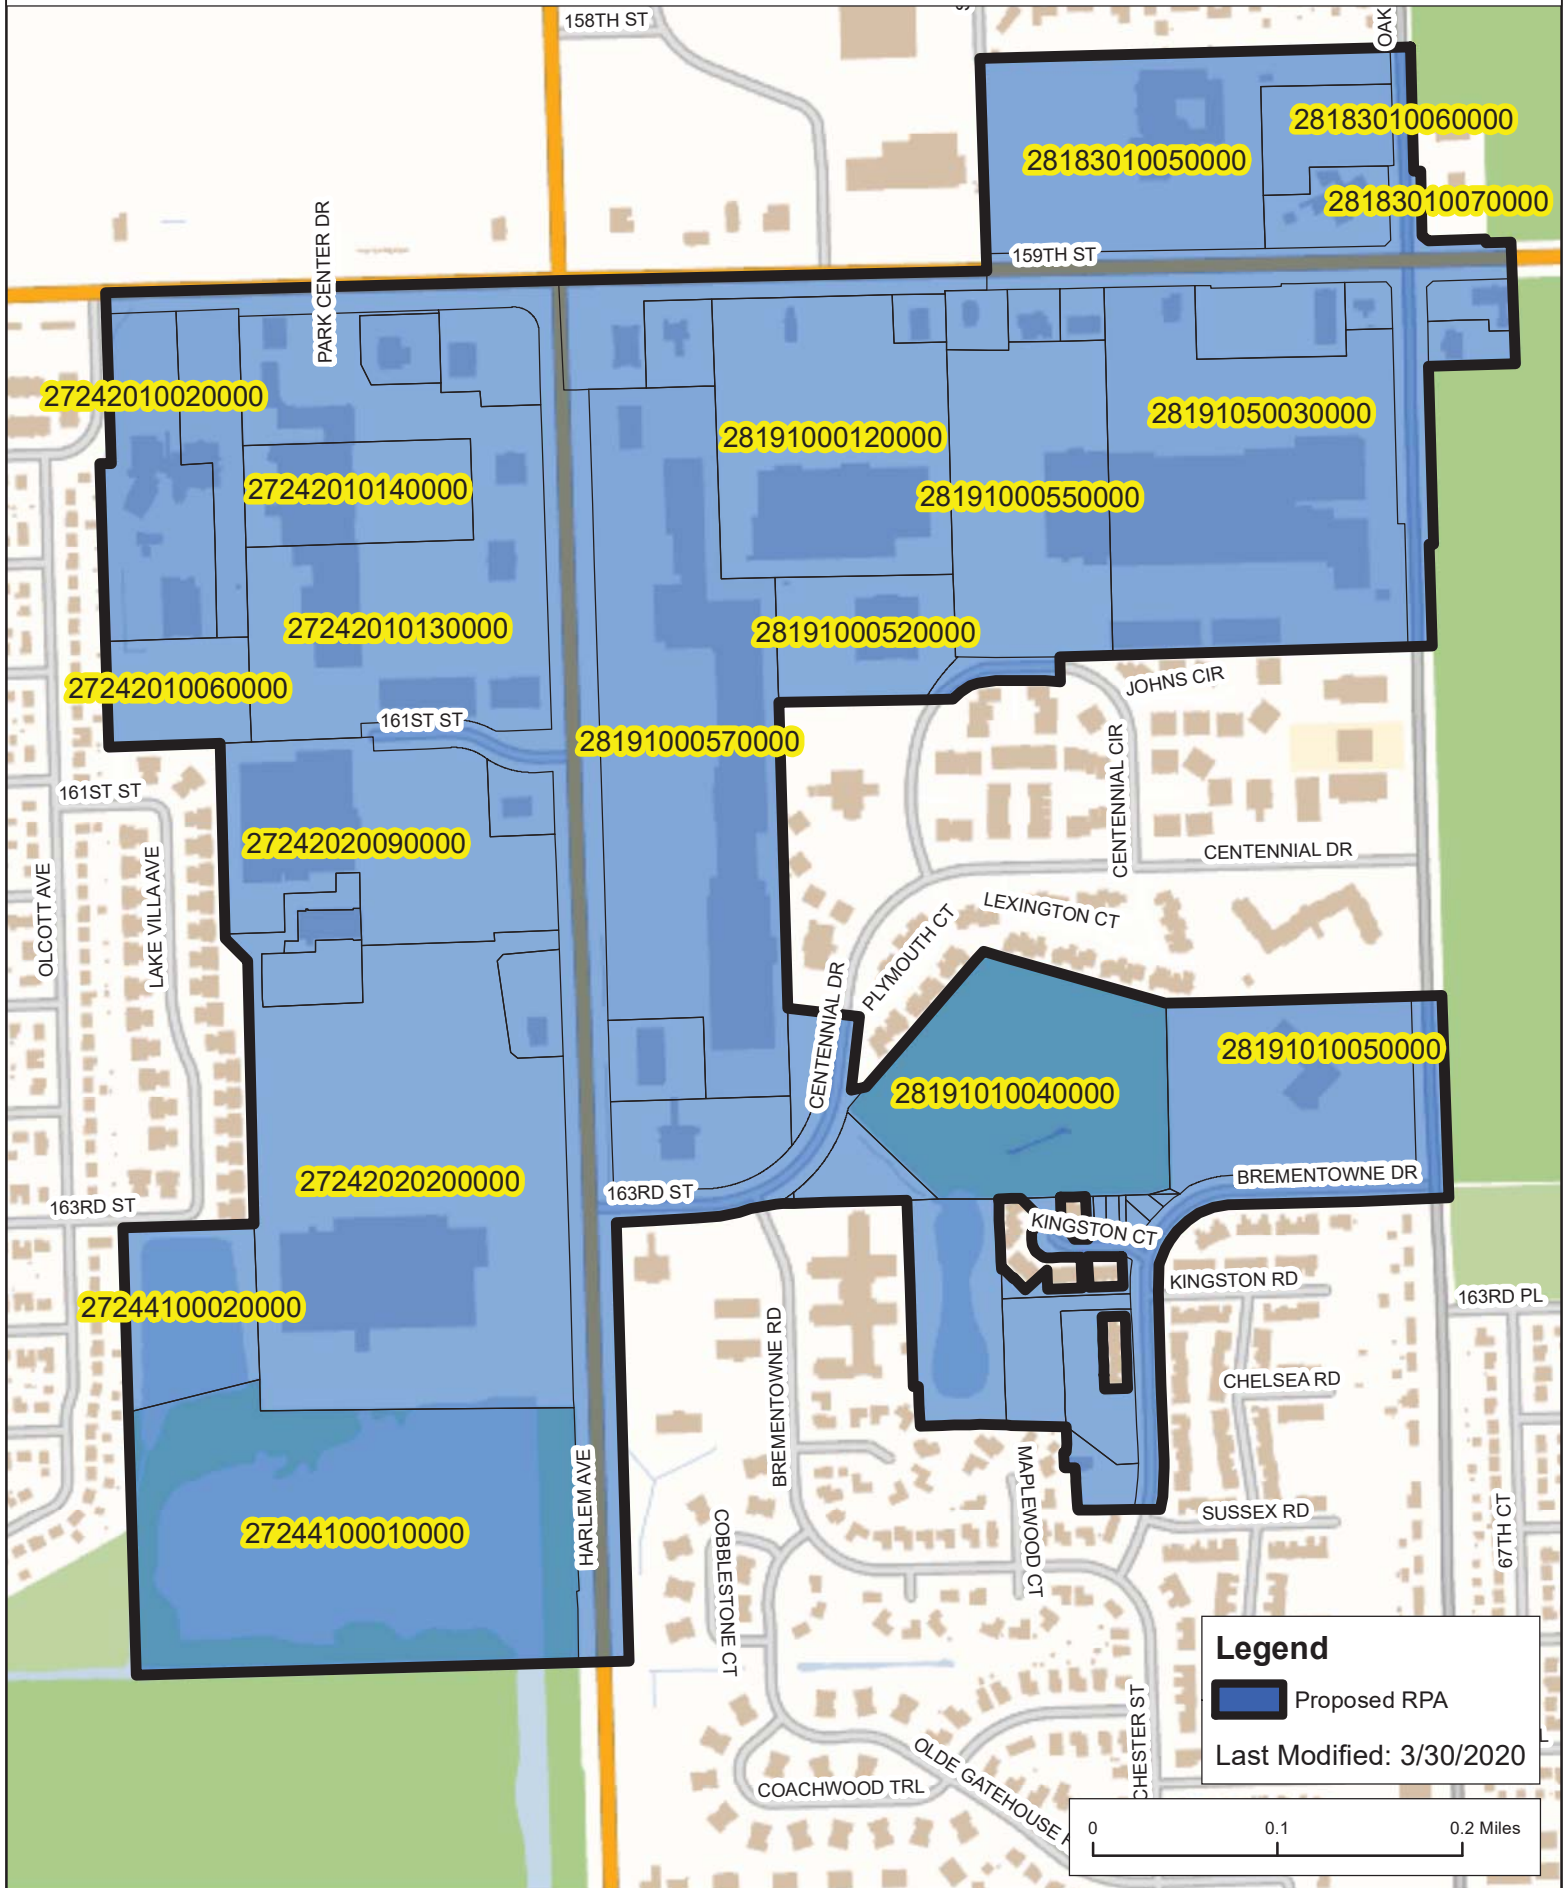 158TH ST
OAK
28183010060000
28183010050000
28183010070000
159TH ST
PARK CENTER DR
27242010020000
28191050030000
28191000120000
27242010140000
28191000550000
27242010130000
28191000520000
27242010060000
JOHNS CIR
161ST ST
28191000570000
CENTENNIAL CIR
161ST ST
27242020090000
CENTENNIAL DR
OLCOTT AVE
LAKE VILLA AVE
LEXINGTON CT
PLYMOUTH CT
CENTENNIAL DR
28191010050000
28191010040000
27242020200000
BREMENTOWNE DR
163RD ST
163RD ST
KINGSTON CT
KINGSTON RD
27244100020000
163RD PL
BREMENTOWNE RD
CHELSEA RD
HARLEM AVE
MAPLEWOOD CT
SUSSEX RD
67TH CT
27244100010000
COBBLESTONE CT
Legend
Proposed RPA
CHESTER ST
Last Modified: 3/30/2020
OLDE GATEHOUSE
COACHWOOD TRL
0 0.1 0.2 Miles